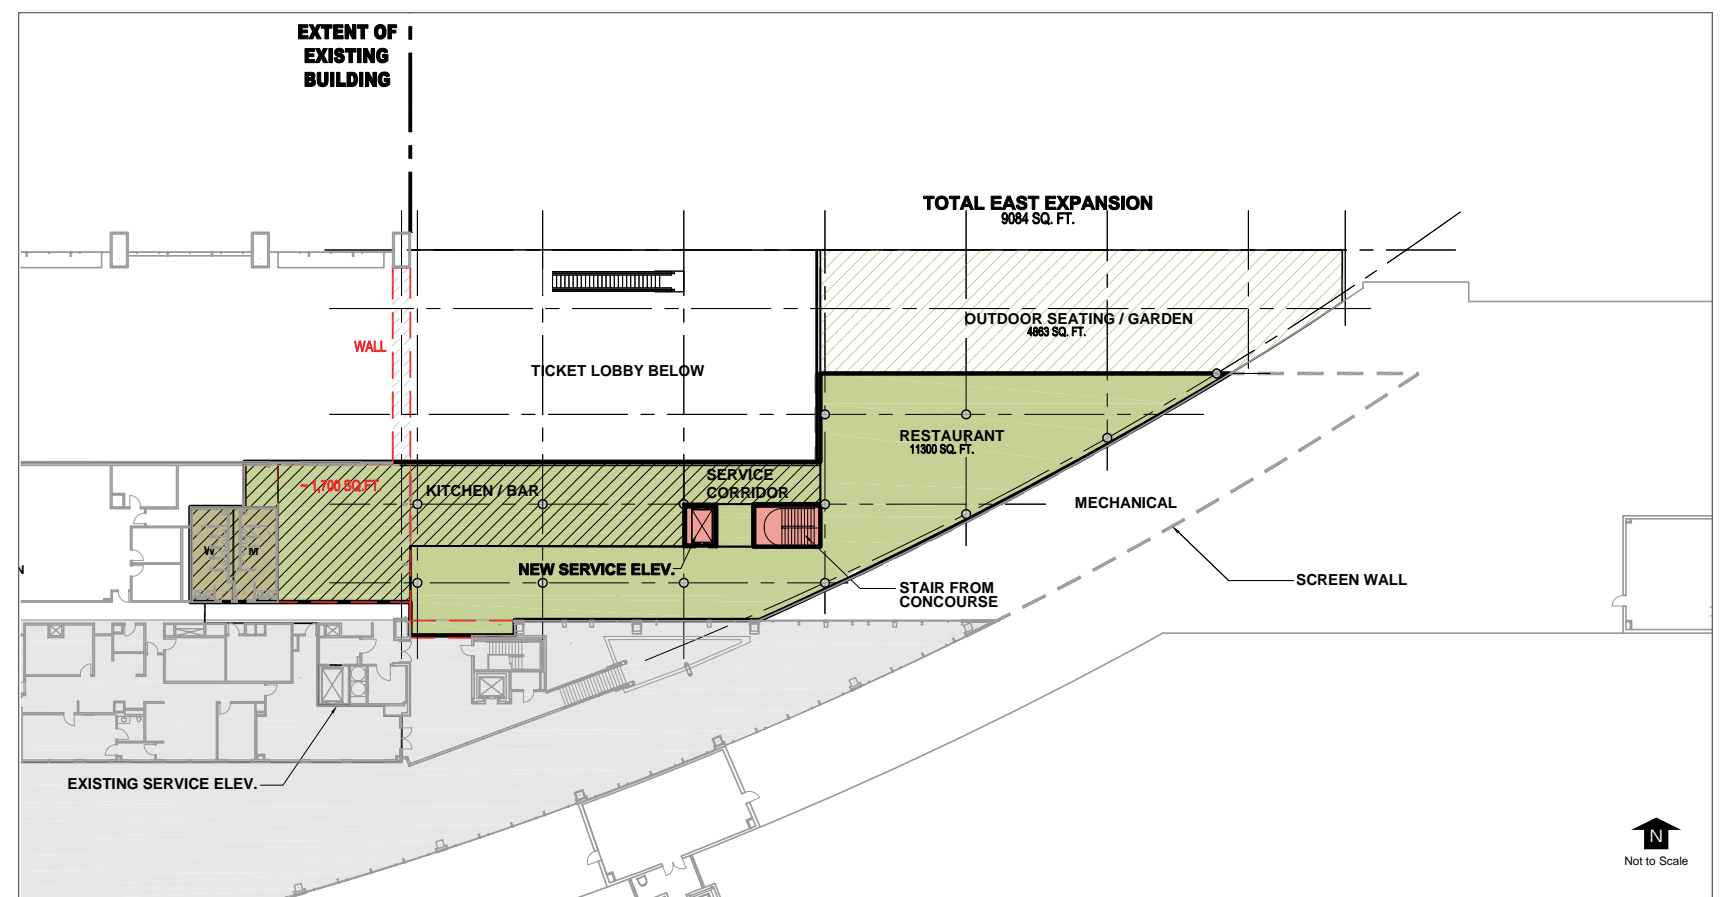 EXTENT OF
EXISTING
BUILDING
TOTAL EAST EXPANSION
9084 SQ. FT.
OUTDOOR SEATING / GARDEN
4863 SQ. FT.
WALL
TICKET LOBBY BELOW
RESTAURANT
11300 SQ. FT.
~ 1,700 SQ.FT.
KITCHEN / BAR
SERVICE
CORRIDOR
MECHANICAL
W
M
N
NEW SERVICE ELEV.
STAIR FROM
CONCOURSE
SCREEN WALL
EXISTING SERVICE ELEV.
N
Not to Scale